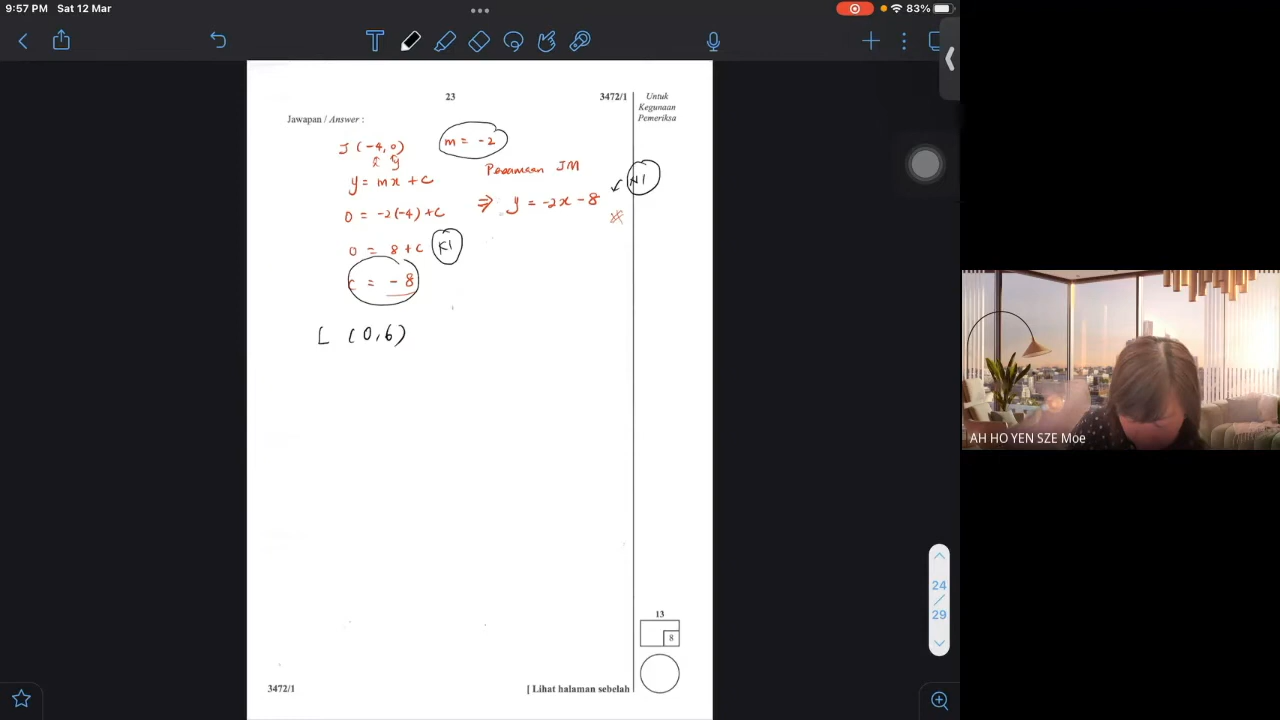 9:57 PM Sat 12 Mar
83%
23
3472/1
Untuk
Kegunaan
Pemeriksa
Jawapan / Answer :
J (-4, 0)
x y
m = -2
y = mx + c
Persamaan JM
N1
0 = -2(-4) + c
⇒ y = -2x - 8
0 = 8 + c
K1
c = -8
L (0, 6)
24
/
29
13
8
3472/1
[ Lihat halaman sebelah
AH HO YEN SZE Moe